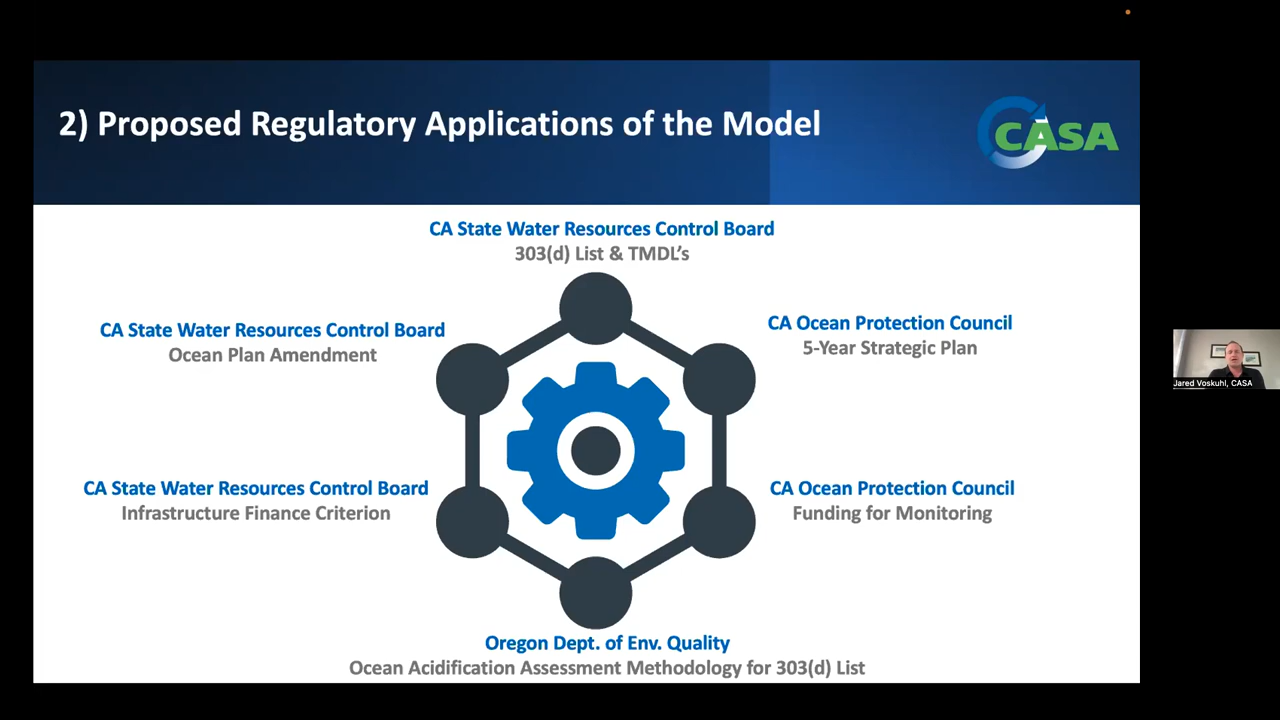 2) Proposed Regulatory Applications of the Model
CASA
CA State Water Resources Control Board
303(d) List & TMDL's
CA State Water Resources Control Board
Ocean Plan Amendment
CA Ocean Protection Council
5-Year Strategic Plan
CA State Water Resources Control Board
Infrastructure Finance Criterion
CA Ocean Protection Council
Funding for Monitoring
Oregon Dept. of Env. Quality
Ocean Acidification Assessment Methodology for 303(d) List
Jared Voskuhl, CASA